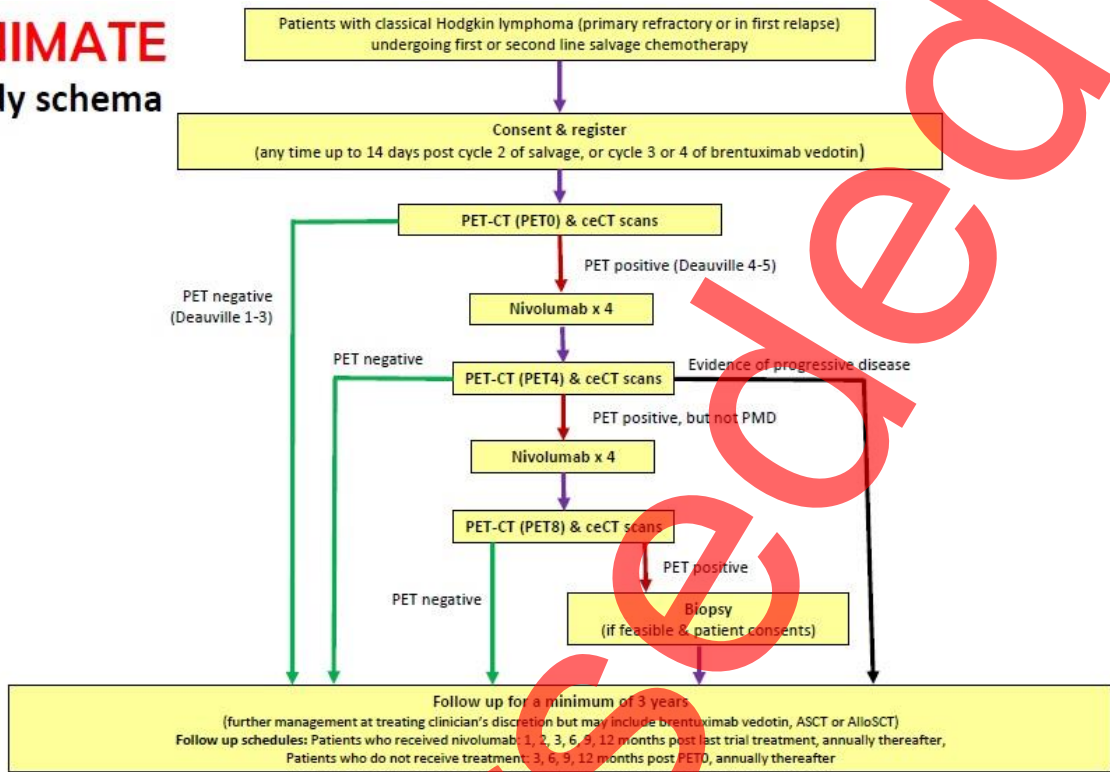 NIMATE
dy schema
Patients with classical Hodgkin lymphoma (primary refractory or in first relapse)
undergoing first or second line salvage chemotherapy
Consent & register
(any time up to 14 days post cycle 2 of salvage, or cycle 3 or 4 of brentuximab vedotin)
PET-CT (PET0) & ceCT scans
PET positive (Deauville 4-5)
PET negative
(Deauville 1-3)
Nivolumab x 4
PET negative
PET-CT (PET4) & ceCT scans
Evidence of progressive disease
PET positive, but not PMD
Nivolumab x 4
PET-CT (PET8) & ceCT scans
PET positive
PET negative
Biopsy
(if feasible & patient consents)
Follow up for a minimum of 3 years
(further management at treating clinician's discretion but may include brentuximab vedotin, ASCT or AlloSCT)
Follow up schedules: Patients who received nivolumab: 1, 2, 3, 6, 9, 12 months post last trial treatment, annually thereafter,
Patients who do not receive treatment: 3, 6, 9, 12 months post PET0, annually thereafter
sed